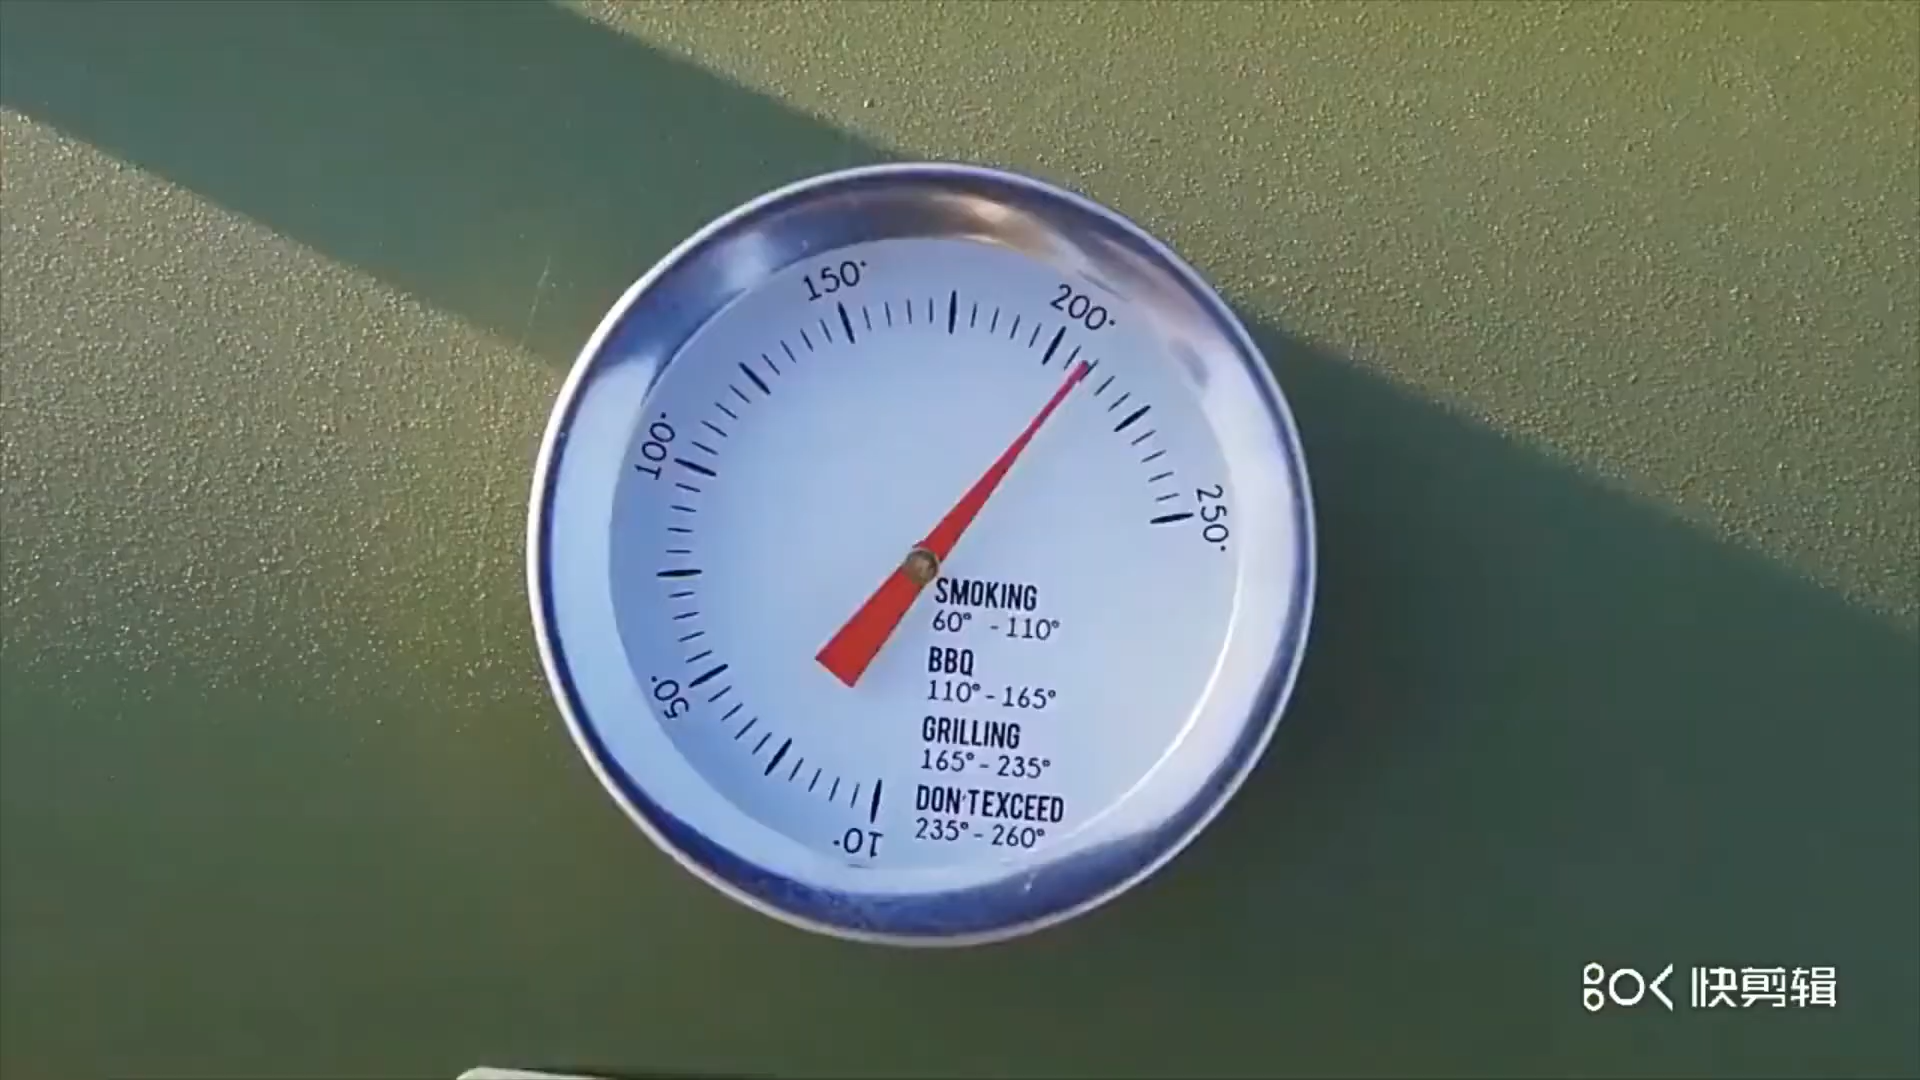 150°
200°
100°
250°
50°
10°
SMOKING
60° - 110°
BBQ
110° - 165°
GRILLING
165° - 235°
DON'T EXCEED
235° - 260°
快剪辑